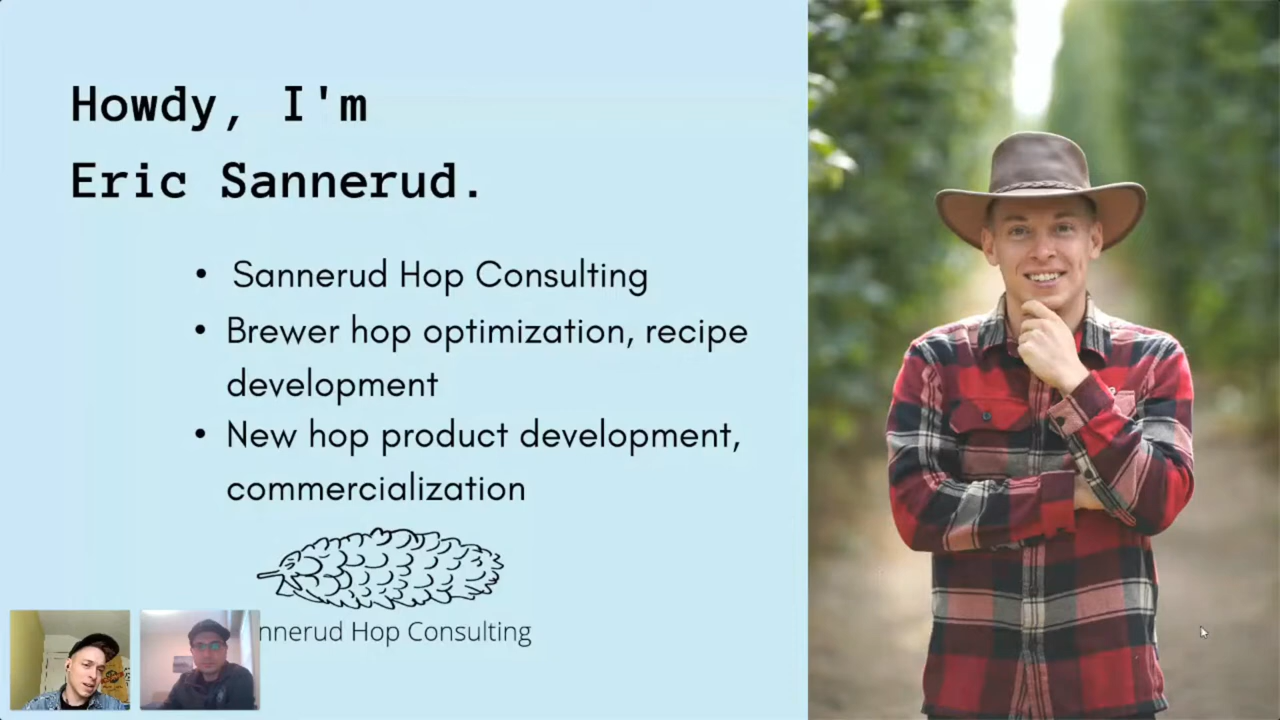 Howdy, I'm
Eric Sannerud.
• Sannerud Hop Consulting
• Brewer hop optimization, recipe
development
• New hop product development,
commercialization
nnerud Hop Consulting